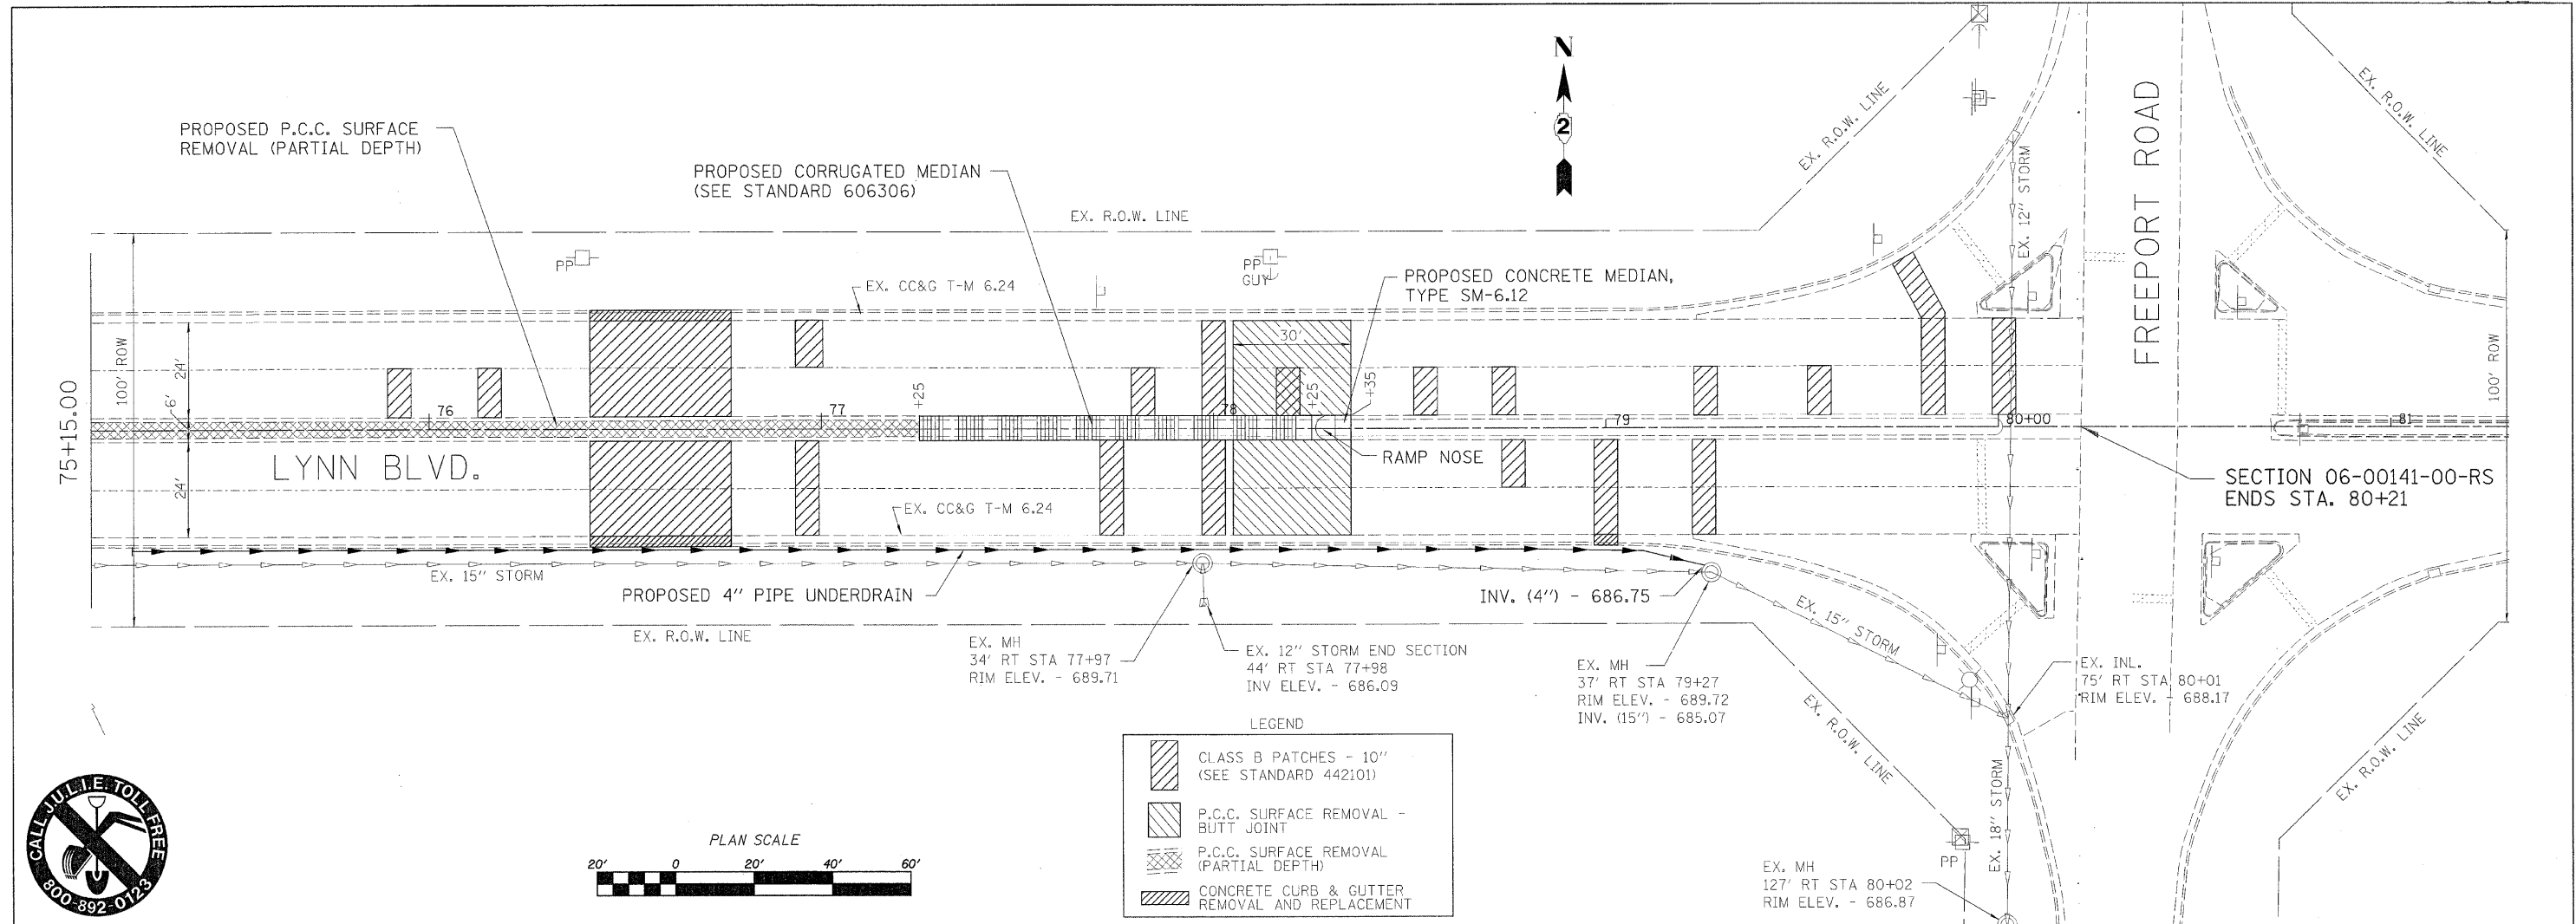 N
2
PROPOSED P.C.C. SURFACE
REMOVAL (PARTIAL DEPTH)
PROPOSED CORRUGATED MEDIAN
(SEE STANDARD 606306)
EX. R.O.W. LINE
EX. R.O.W. LINE
EX. 12" STORM
FREEPORT ROAD
EX. R.O.W. LINE
PP
PP
GUY
EX. CC&G T-M 6.24
PROPOSED CONCRETE MEDIAN,
TYPE SM-6.12
75+15.00
100' ROW
24'
6'
24'
30'
+25
+25
+35
76
77
78
79
80+00
81
100' ROW
LYNN BLVD.
RAMP NOSE
SECTION 06-00141-00-RS
ENDS STA. 80+21
EX. CC&G T-M 6.24
EX. 15" STORM
PROPOSED 4" PIPE UNDERDRAIN
INV. (4") - 686.75
EX. 15" STORM
EX. R.O.W. LINE
EX. MH
34' RT STA 77+97
RIM ELEV. - 689.71
EX. 12" STORM END SECTION
44' RT STA 77+98
INV ELEV. - 686.09
EX. MH
37' RT STA 79+27
RIM ELEV. - 689.72
INV. (15") - 685.07
EX. INL.
75' RT STA 80+01
RIM ELEV. - 688.17
EX. R.O.W. LINE
EX. R.O.W. LINE
EX. 18" STORM
PP
EX. MH
127' RT STA 80+02
RIM ELEV. - 686.87
LEGEND
CLASS B PATCHES - 10"
(SEE STANDARD 442101)
P.C.C. SURFACE REMOVAL -
BUTT JOINT
P.C.C. SURFACE REMOVAL
(PARTIAL DEPTH)
CONCRETE CURB & GUTTER
REMOVAL AND REPLACEMENT
PLAN SCALE
20' 0 20' 40' 60'
CALL J.U.L.I.E. TOLL FREE
800-892-0123